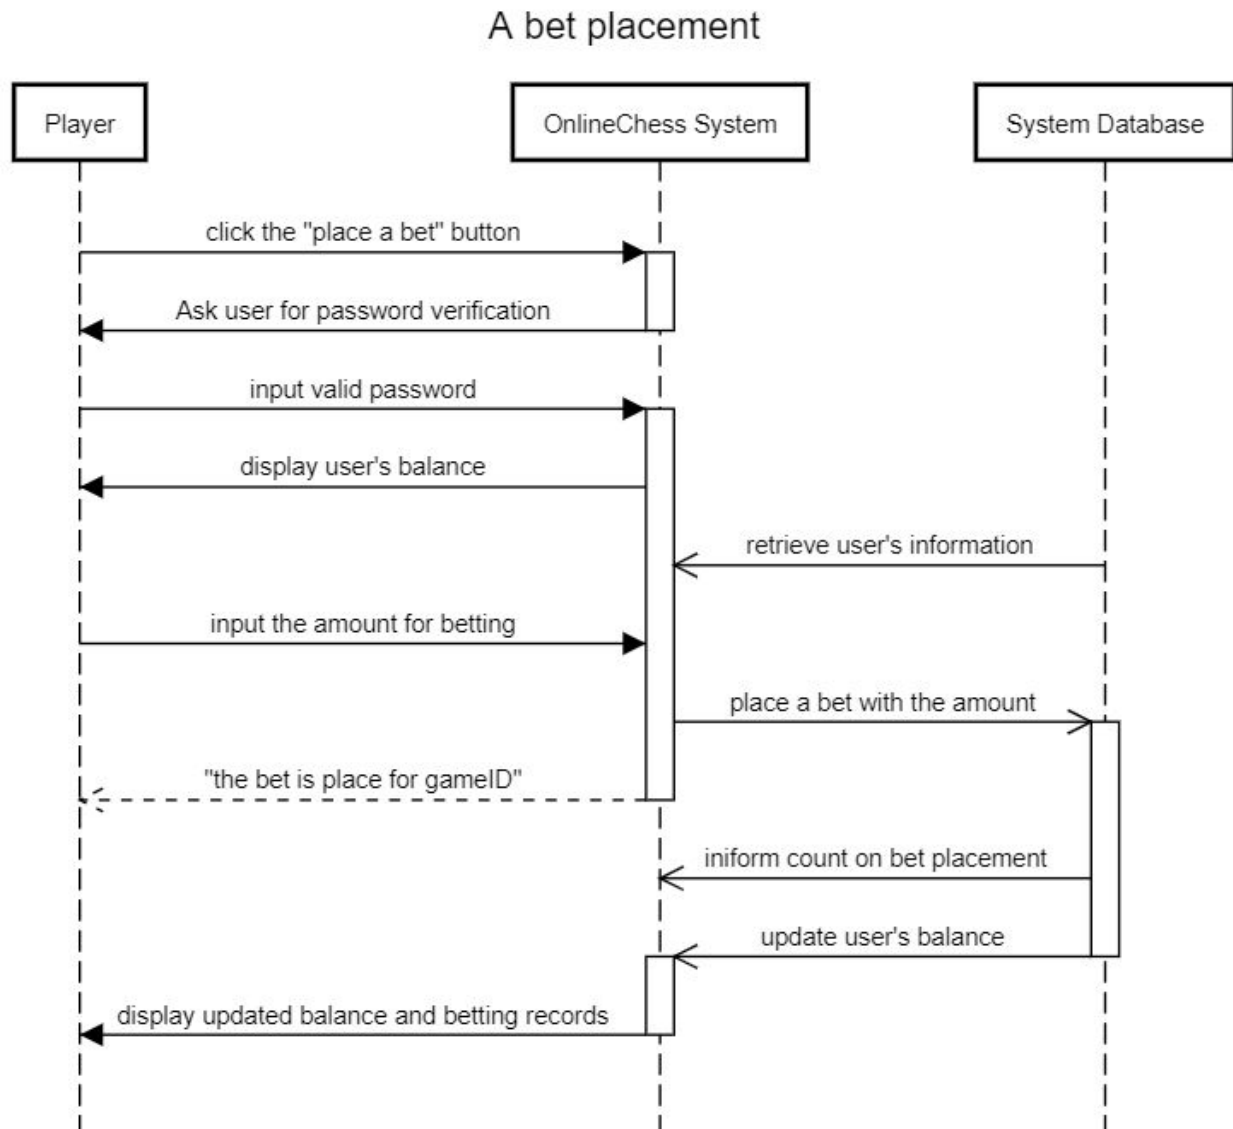 A bet placement
Player
OnlineChess System
System Database
click the "place a bet" button
Ask user for password verification
input valid password
display user's balance
retrieve user's information
input the amount for betting
place a bet with the amount
"the bet is place for gameID"
iniform count on bet placement
update user's balance
display updated balance and betting records